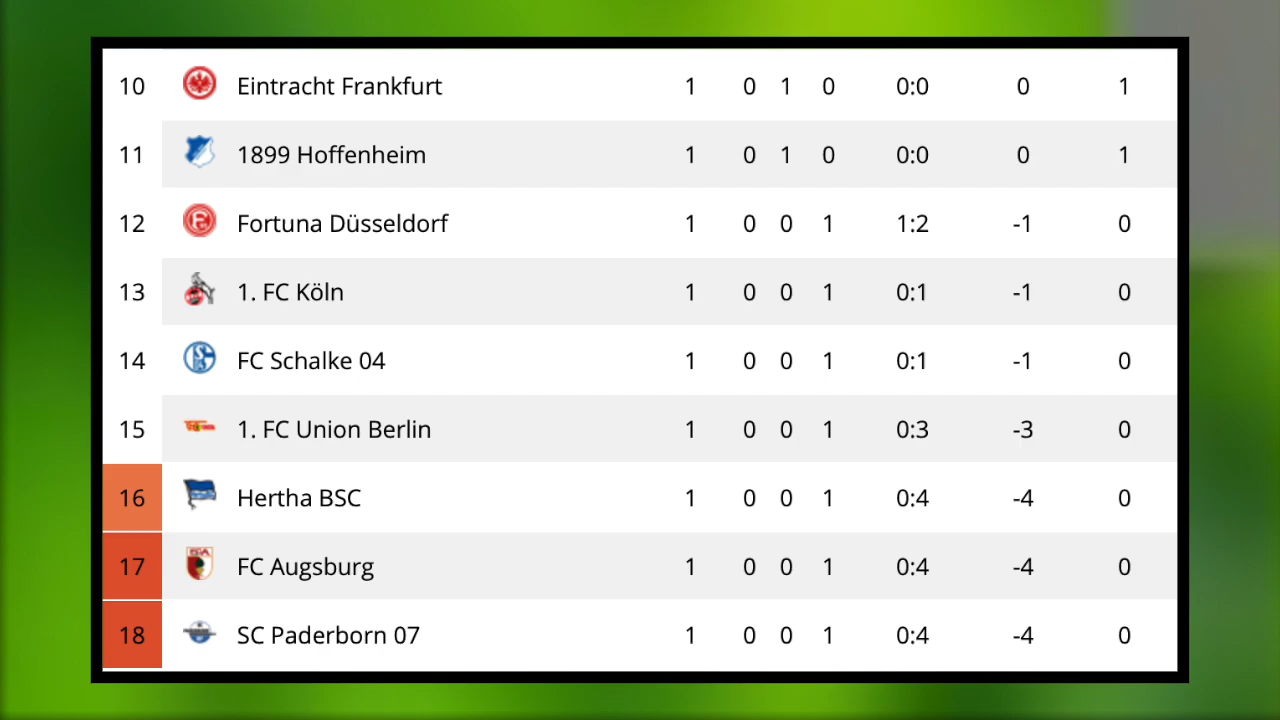 10 Eintracht Frankfurt 1 0 1 0 0:0 0 1
11 1899 Hoffenheim 1 0 1 0 0:0 0 1
12 Fortuna Düsseldorf 1 0 0 1 1:2 -1 0
13 1. FC Köln 1 0 0 1 0:1 -1 0
14 FC Schalke 04 1 0 0 1 0:1 -1 0
15 1. FC Union Berlin 1 0 0 1 0:3 -3 0
16 Hertha BSC 1 0 0 1 0:4 -4 0
17 FC Augsburg 1 0 0 1 0:4 -4 0
18 SC Paderborn 07 1 0 0 1 0:4 -4 0